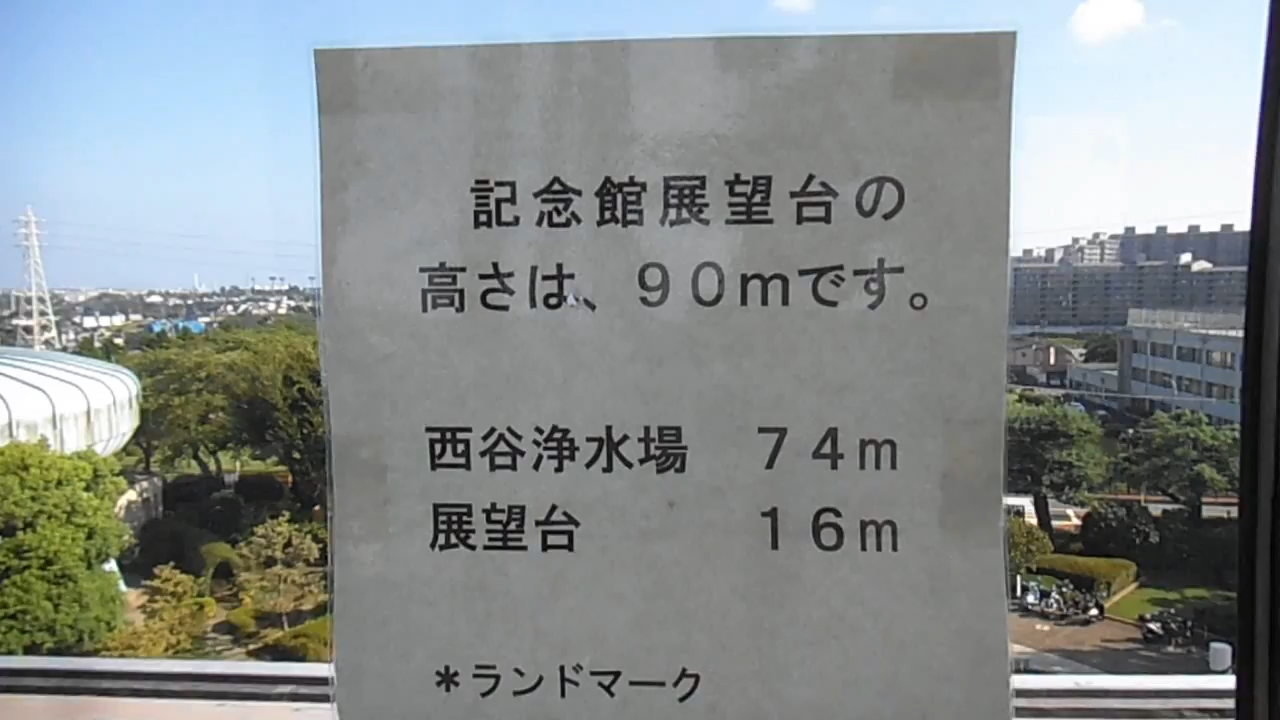 記念館展望台の
高さは、９０ｍです。
西谷浄水場　７４ｍ
展望台　１６ｍ
＊ランドマーク